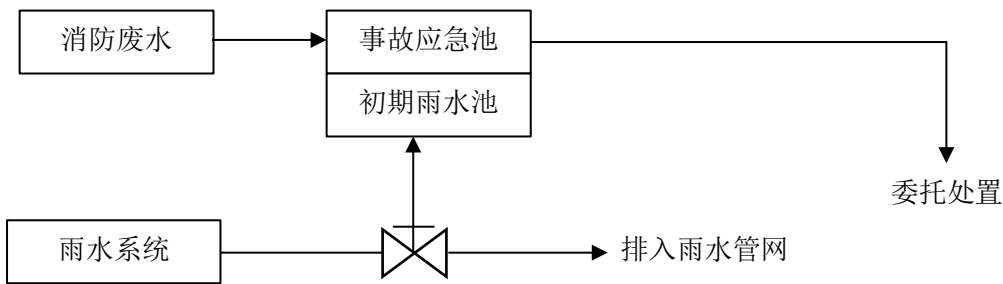 消防废水
事故应急池
初期雨水池
委托处置
雨水系统
排入雨水管网